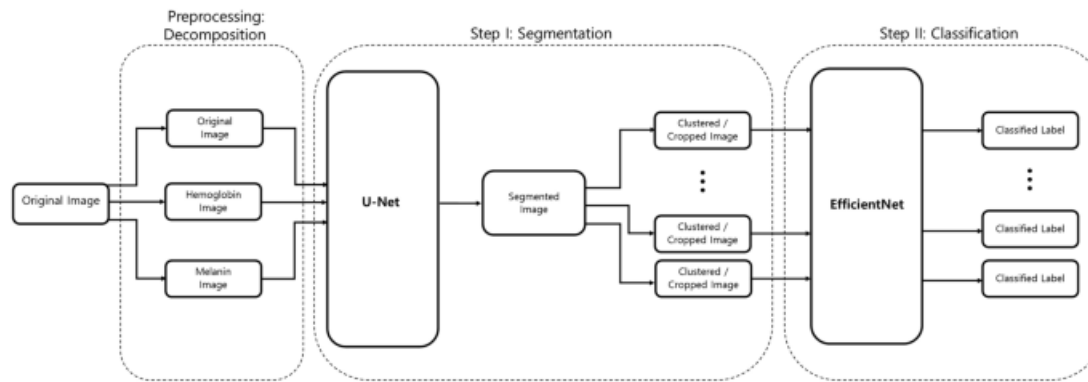 Preprocessing:
Decomposition
Step I: Segmentation
Step II: Classification
Original Image
Original
Image
Hemoglobin
Image
Melanin
Image
U-Net
Segmented
Image
Clustered /
Cropped Image
Clustered /
Cropped Image
Clustered /
Cropped Image
EfficientNet
Classified Label
Classified Label
Classified Label